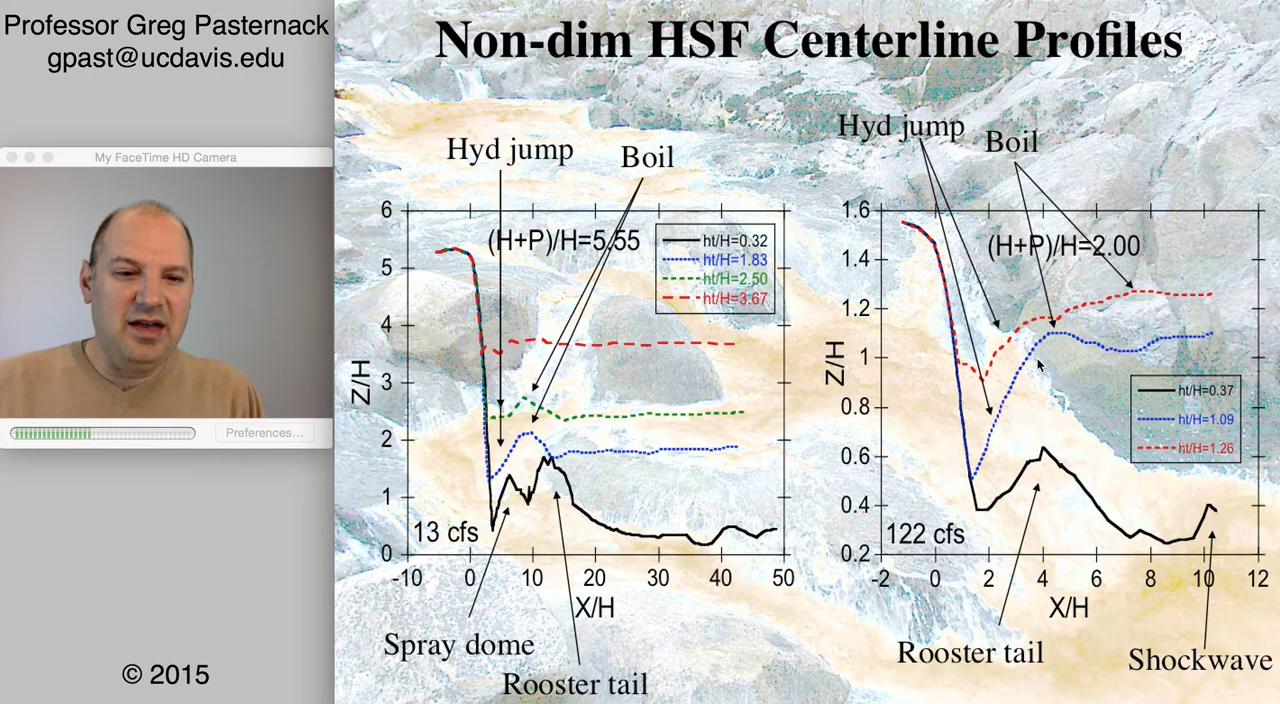 Professor Greg Pasternack
gpast@ucdavis.edu
My FaceTime HD Camera
Preferences...
© 2015
Non-dim HSF Centerline Profiles
Hyd jump
Boil
(H+P)/H=5.55
ht/H=0.32
ht/H=1.83
ht/H=2.50
ht/H=3.67
Z/H
6
5
4
3
2
1
0
13 cfs
-10 0 10 20 30 40 50
X/H
Spray dome
Rooster tail
Hyd jump
Boil
(H+P)/H=2.00
ht/H=0.37
ht/H=1.09
ht/H=1.26
Z/H
1.6
1.4
1.2
1
0.8
0.6
0.4
0.2
122 cfs
-2 0 2 4 6 8 10 12
X/H
Rooster tail
Shockwave